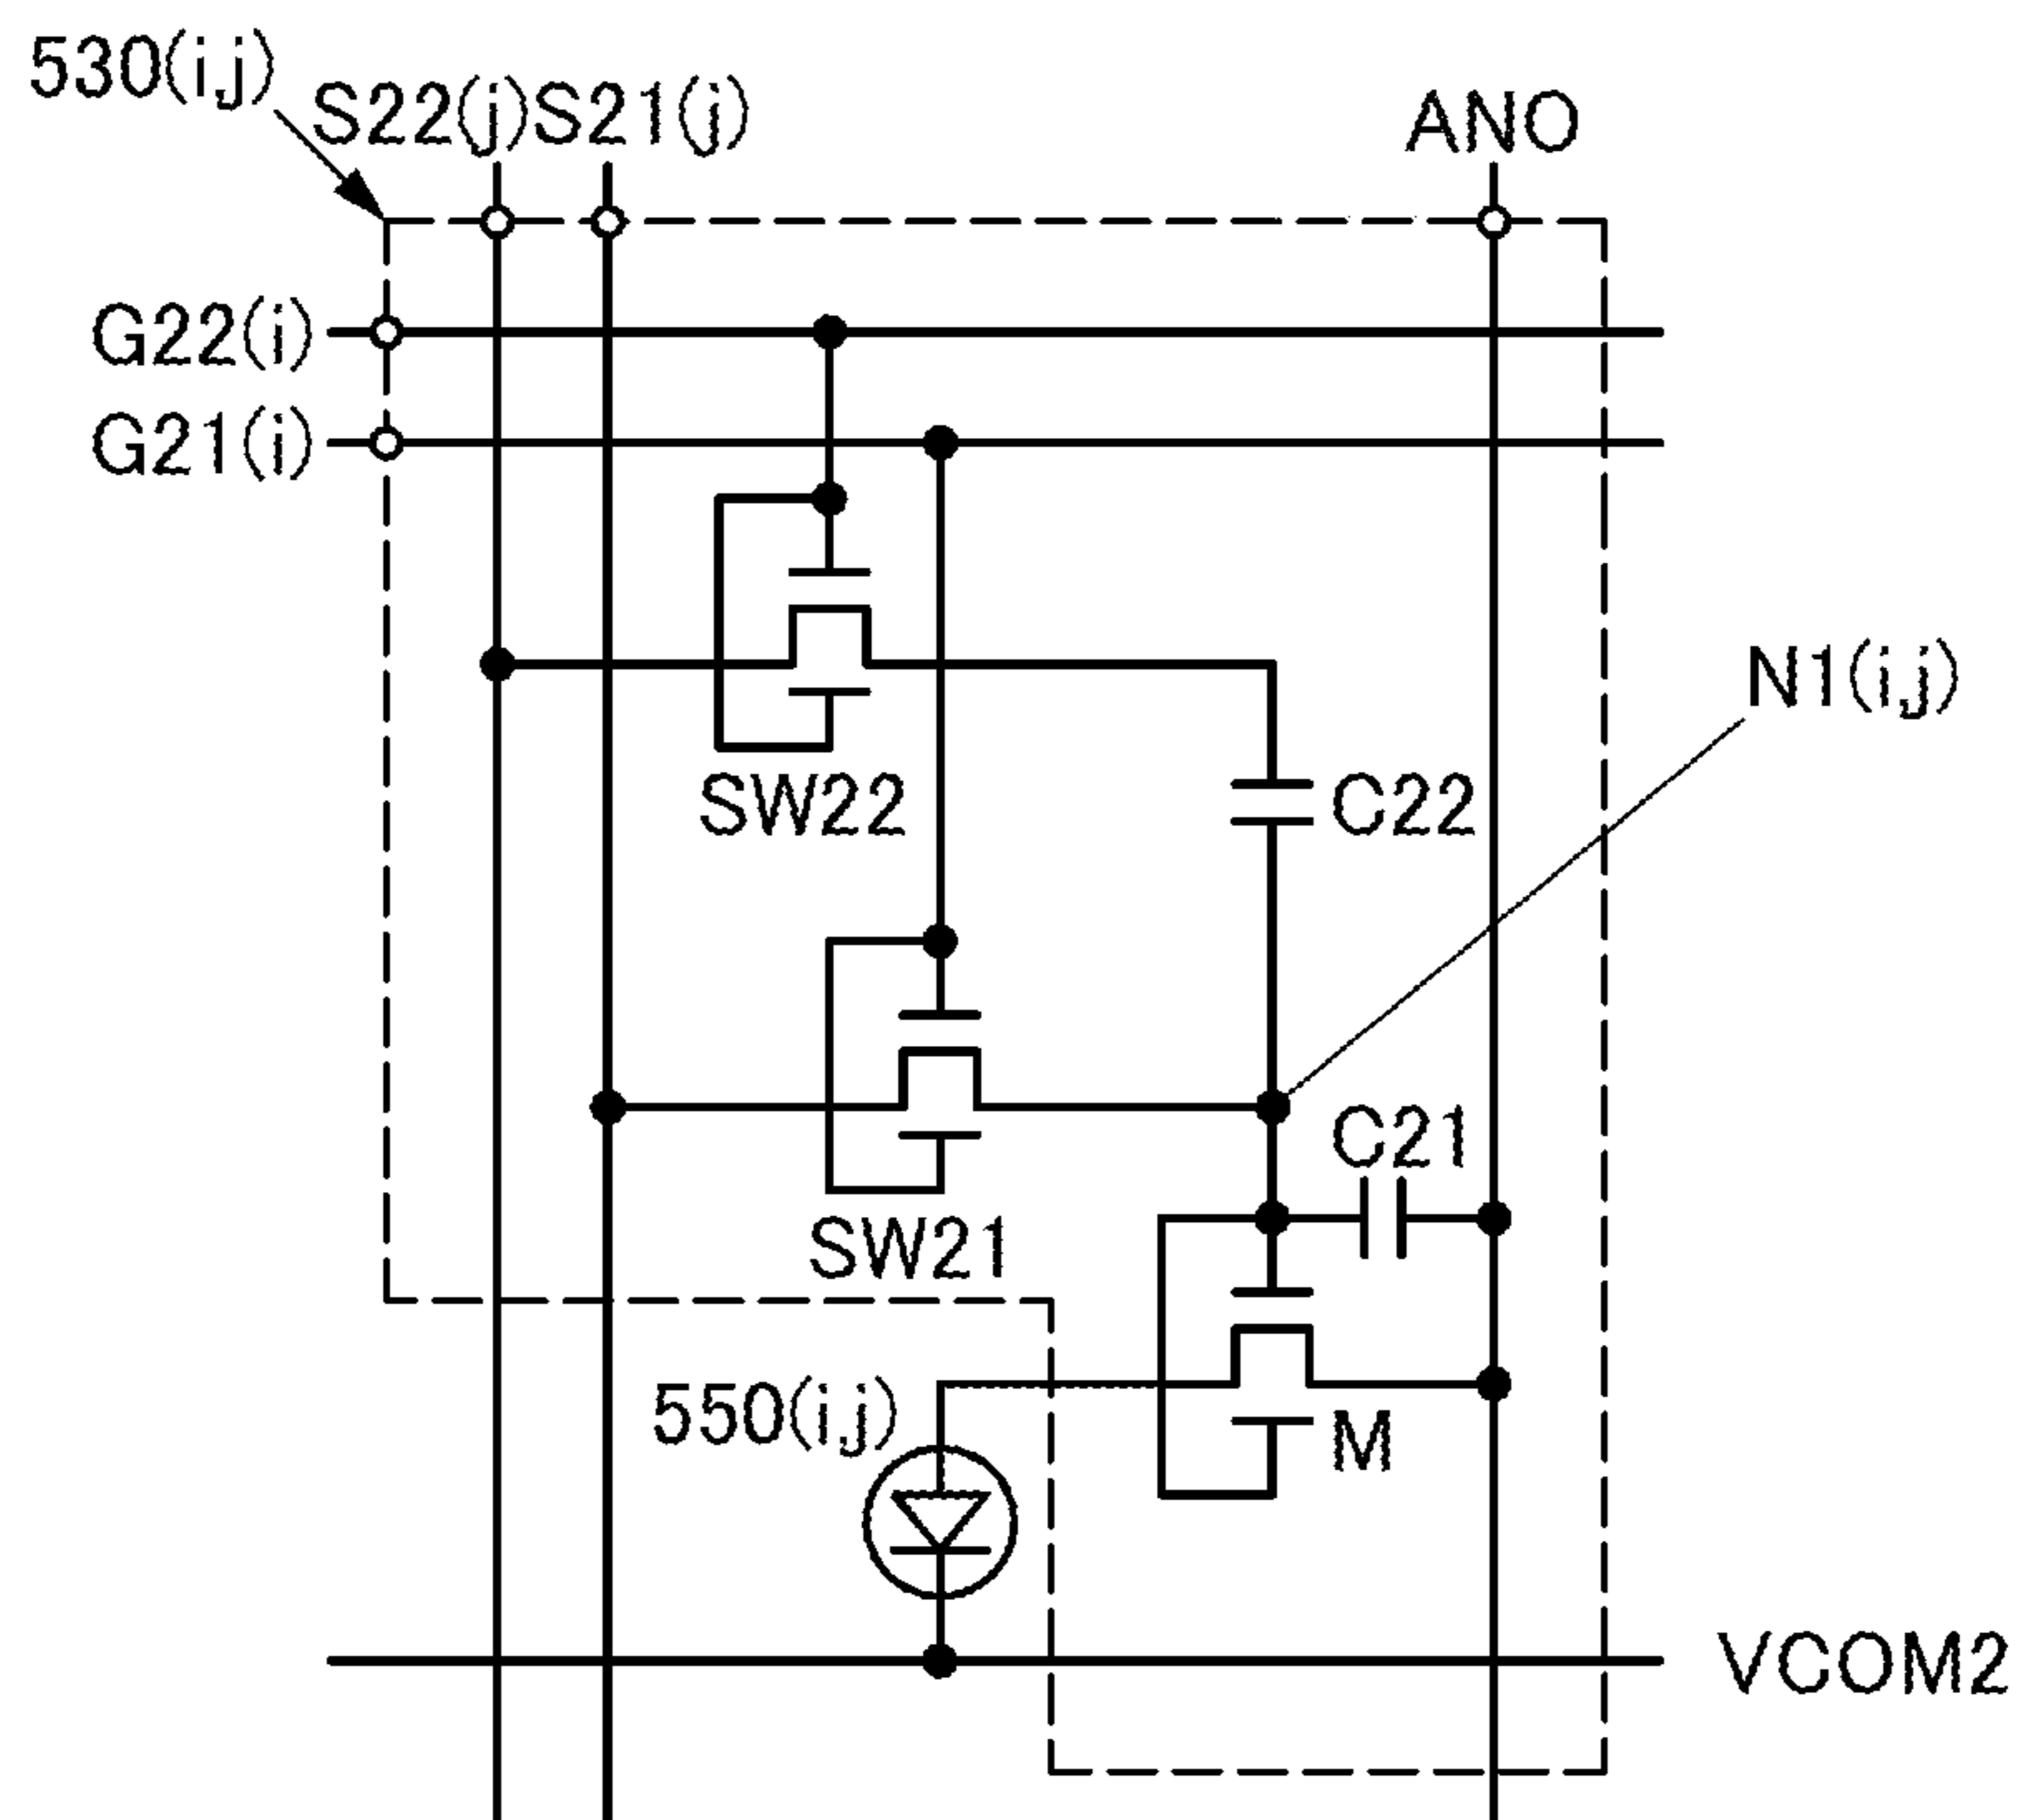 530(i,j)
S22(j) S21(j)
ANO
G22(i)
G21(i)
N1(i,j)
SW22
C22
C21
SW21
550(i,j)
M
VCOM2